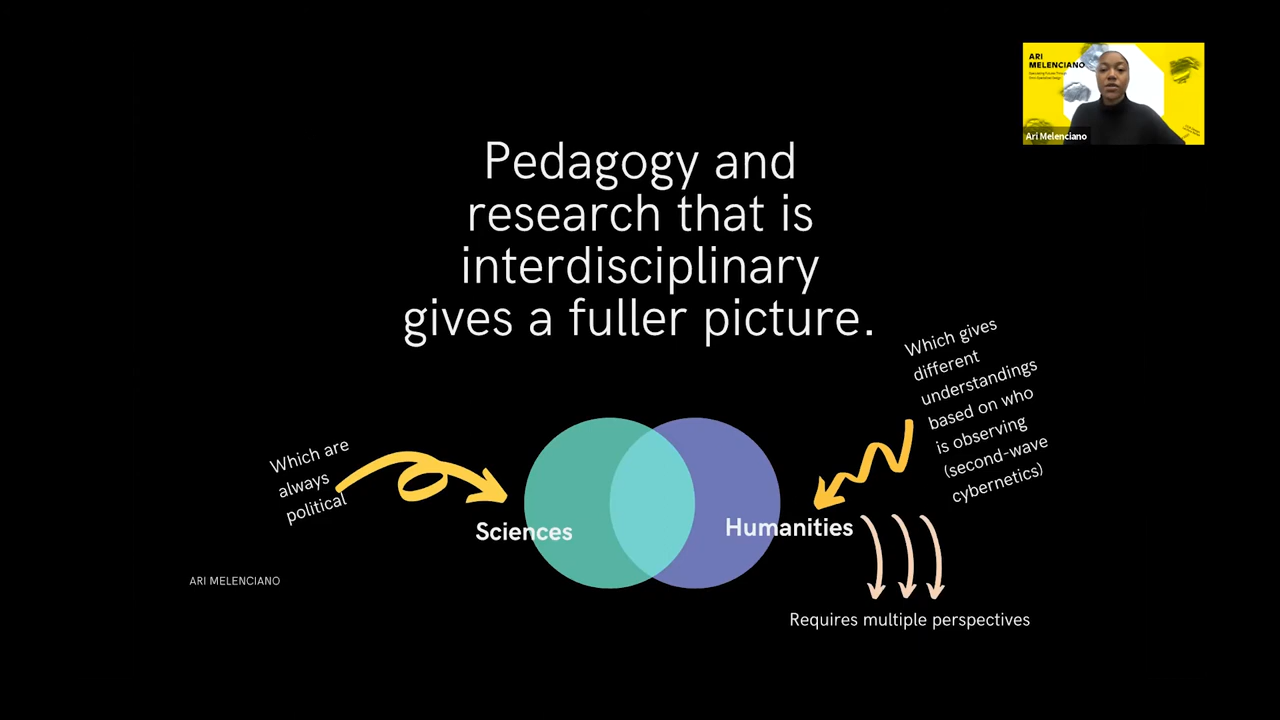 ARI
MELENCIANO
Ari Melenciano
Pedagogy and
research that is
interdisciplinary
gives a fuller picture.
Which gives
different
understandings
based on who
is observing
(second-wave
cybernetics)
Which are
always
political
Sciences
Humanities
ARI MELENCIANO
Requires multiple perspectives